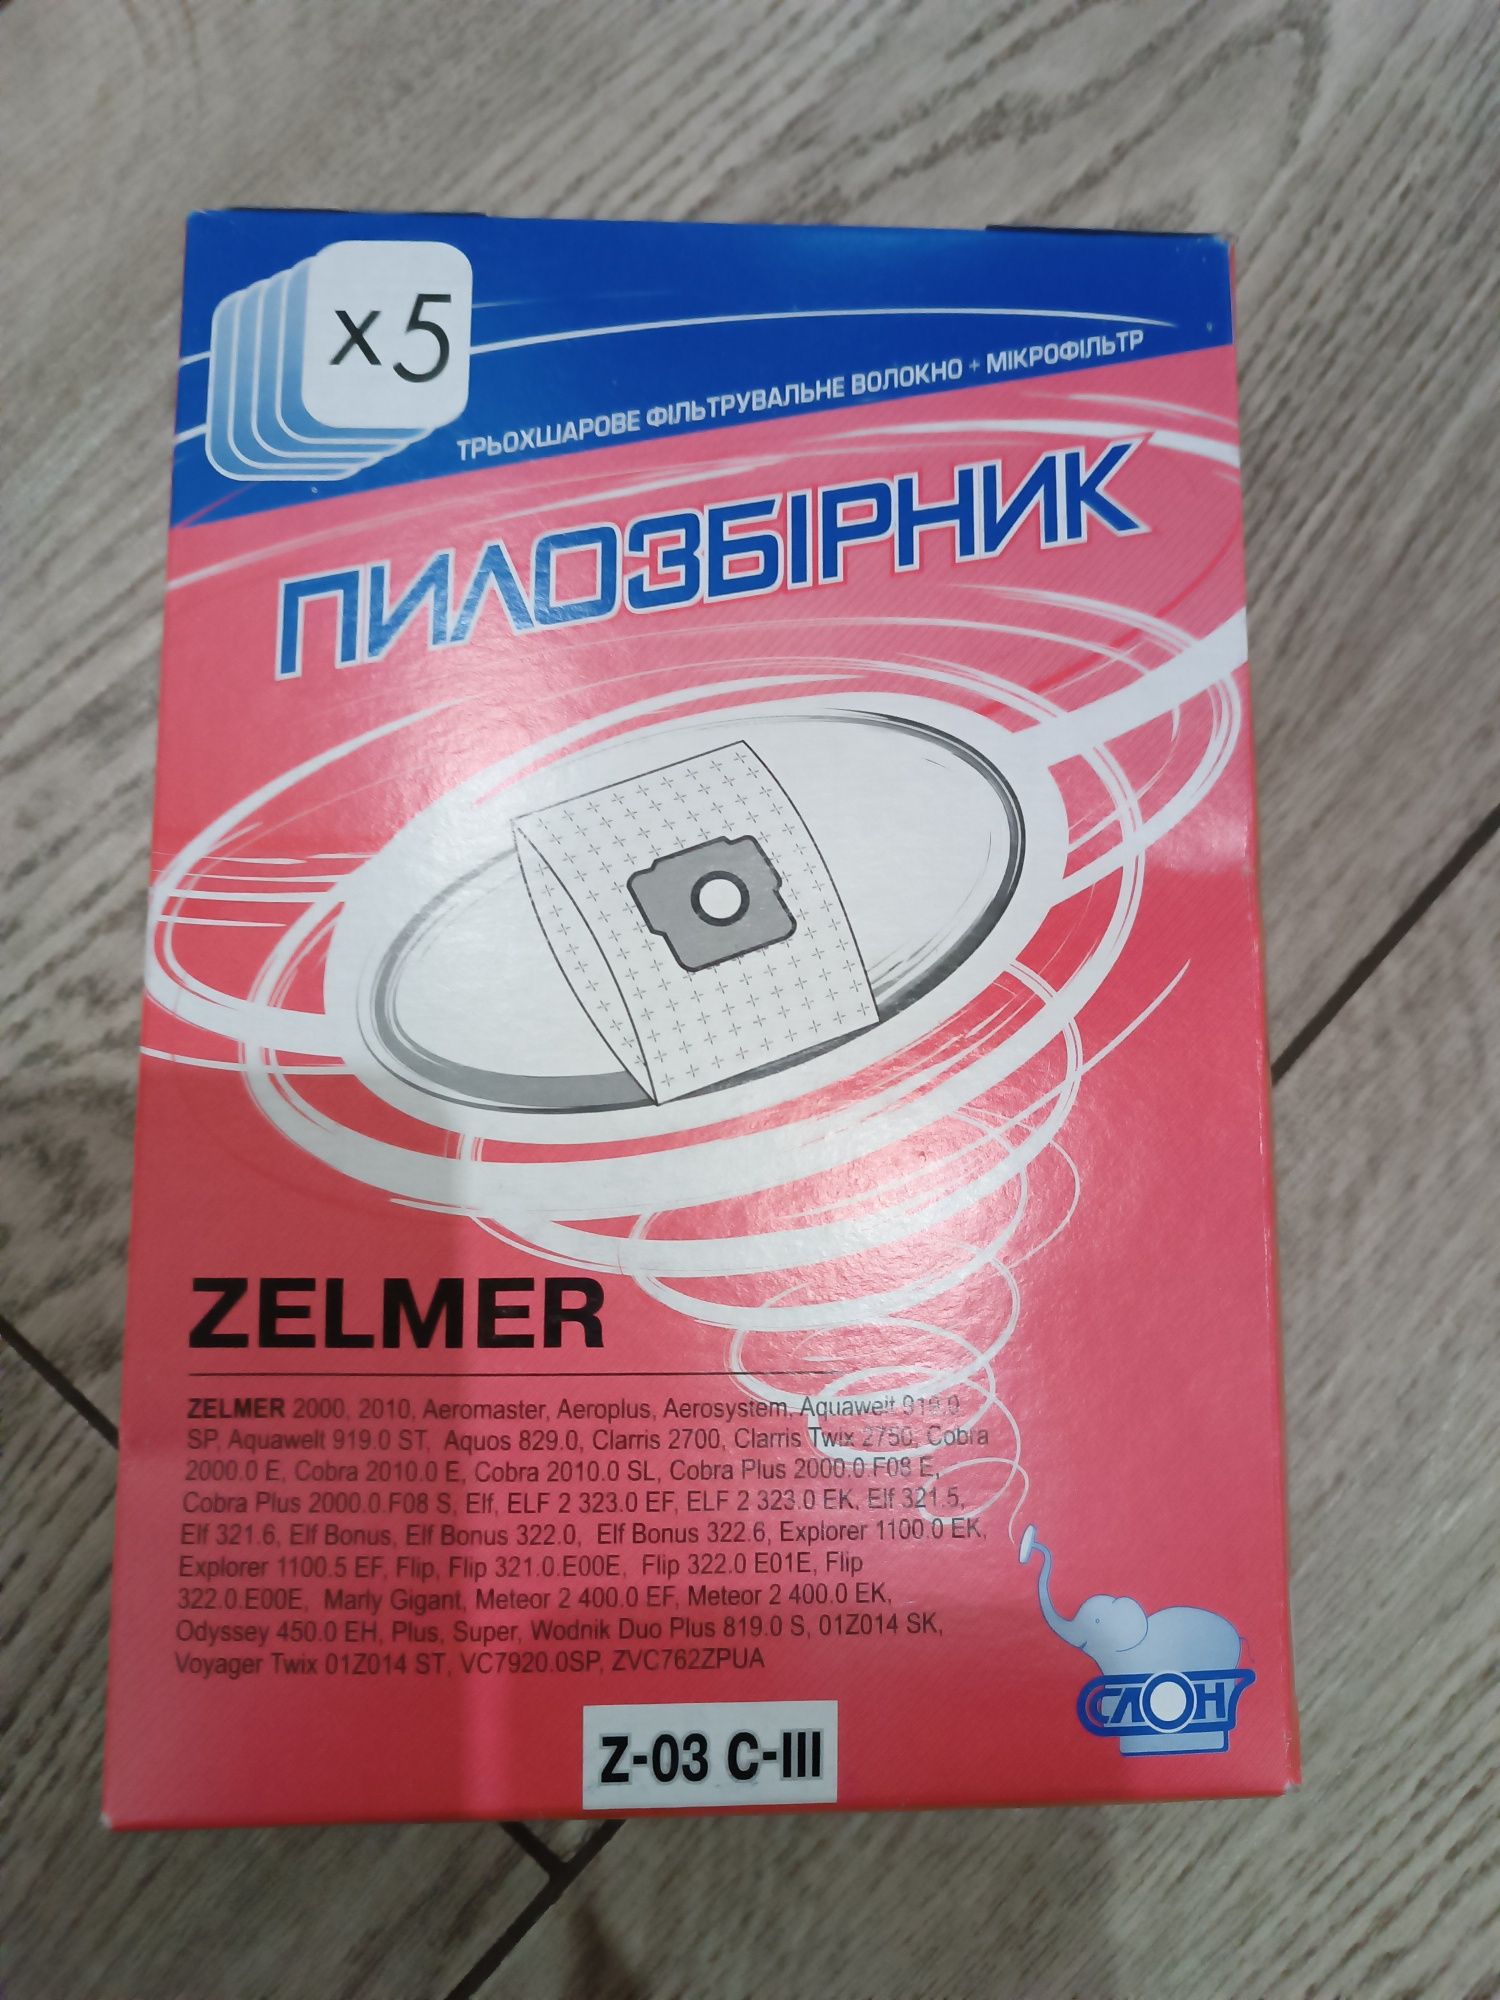 x5
ТРЬОХШАРОВЕ ФІЛЬТРУВАЛЬНЕ ВОЛОКНО + МІКРОФІЛЬТР
ПИЛОЗБІРНИК
ZELMER
ZELMER 2000, 2010, Aeromaster, Aeroplus, Aerosystem, Aquawelt 919.0
SP, Aquawelt 919.0 ST, Aquos 829.0, Clarris 2700, Clarris Twix 2750, Cobra
2000.0 E, Cobra 2010.0 E, Cobra 2010.0 SL, Cobra Plus 2000.0.F08 E,
Cobra Plus 2000.0.F08 S, Elf, ELF 2 323.0 EF, ELF 2 323.0 EK, Elf 321.5,
Elf 321.6, Elf Bonus, Elf Bonus 322.0, Elf Bonus 322.6, Explorer 1100.0 EK,
Explorer 1100.5 EF, Flip, Flip 321.0.E00E, Flip 322.0 E01E, Flip
322.0.E00E, Marly Gigant, Meteor 2 400.0 EF, Meteor 2 400.0 EK,
Odyssey 450.0 EH, Plus, Super, Wodnik Duo Plus 819.0 S, 01Z014 SK,
Voyager Twix 01Z014 ST, VC7920.0SP, ZVC762ZPUA
СЛОН
Z-03 C-III